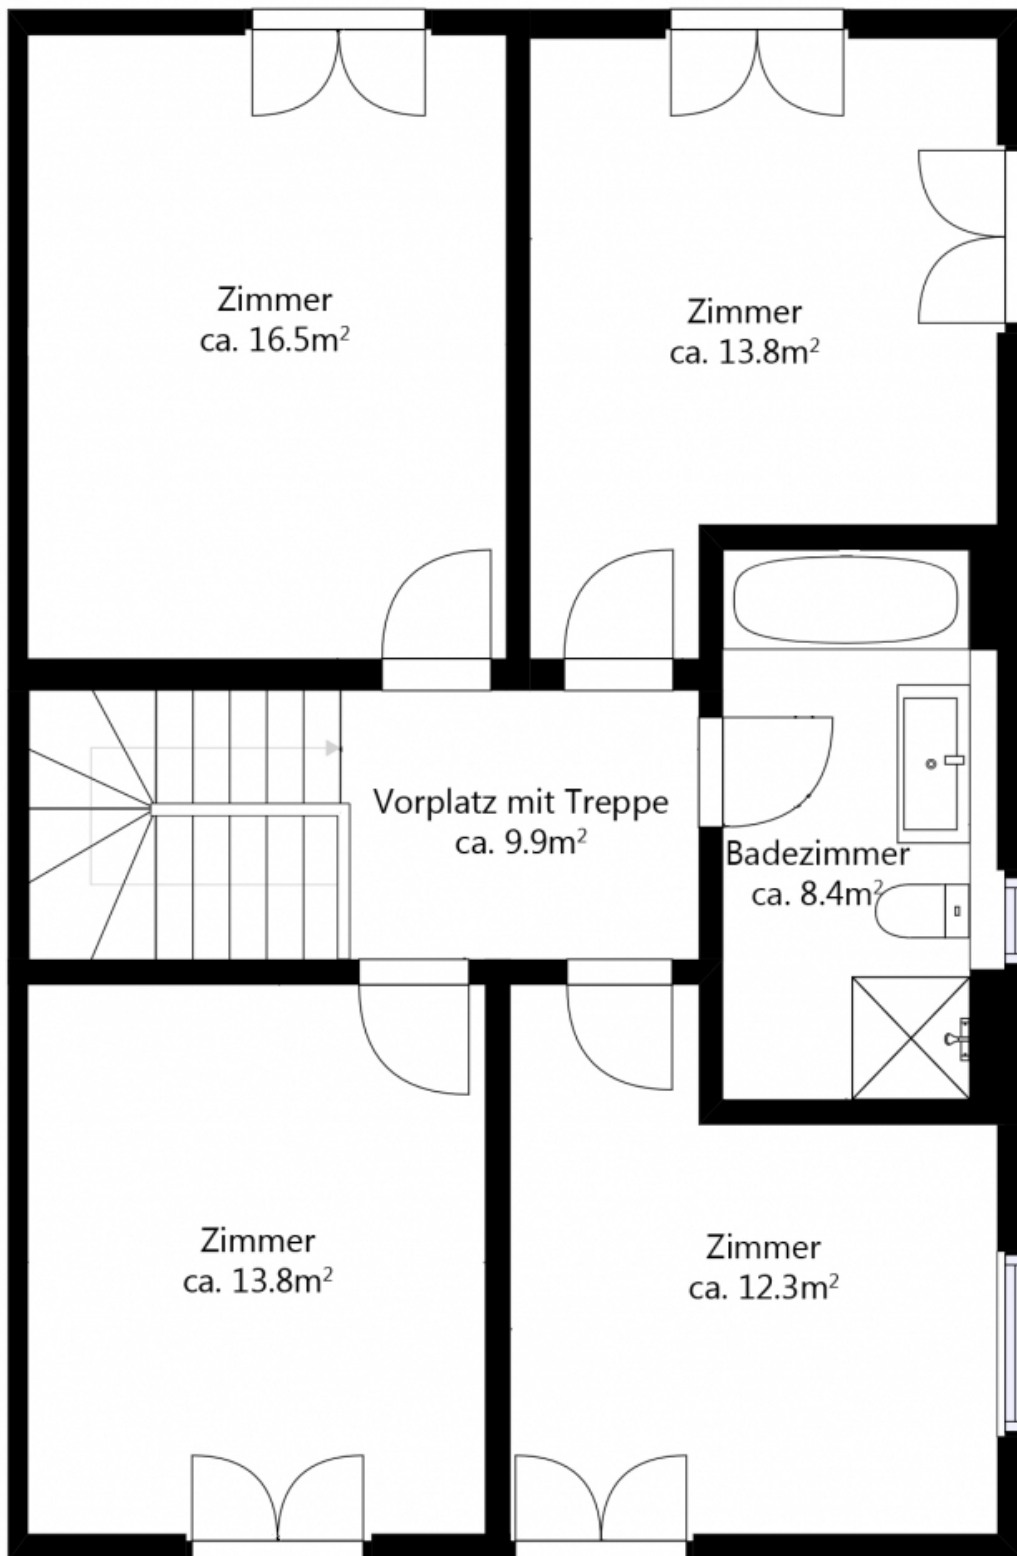 Zimmer
ca. 16.5m²
Zimmer
ca. 13.8m²
Vorplatz mit Treppe
ca. 9.9m²
Badezimmer
ca. 8.4m²
Zimmer
ca. 13.8m²
Zimmer
ca. 12.3m²